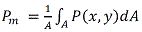 P_m = \frac{1}{A} \int_A P(x, y) dA